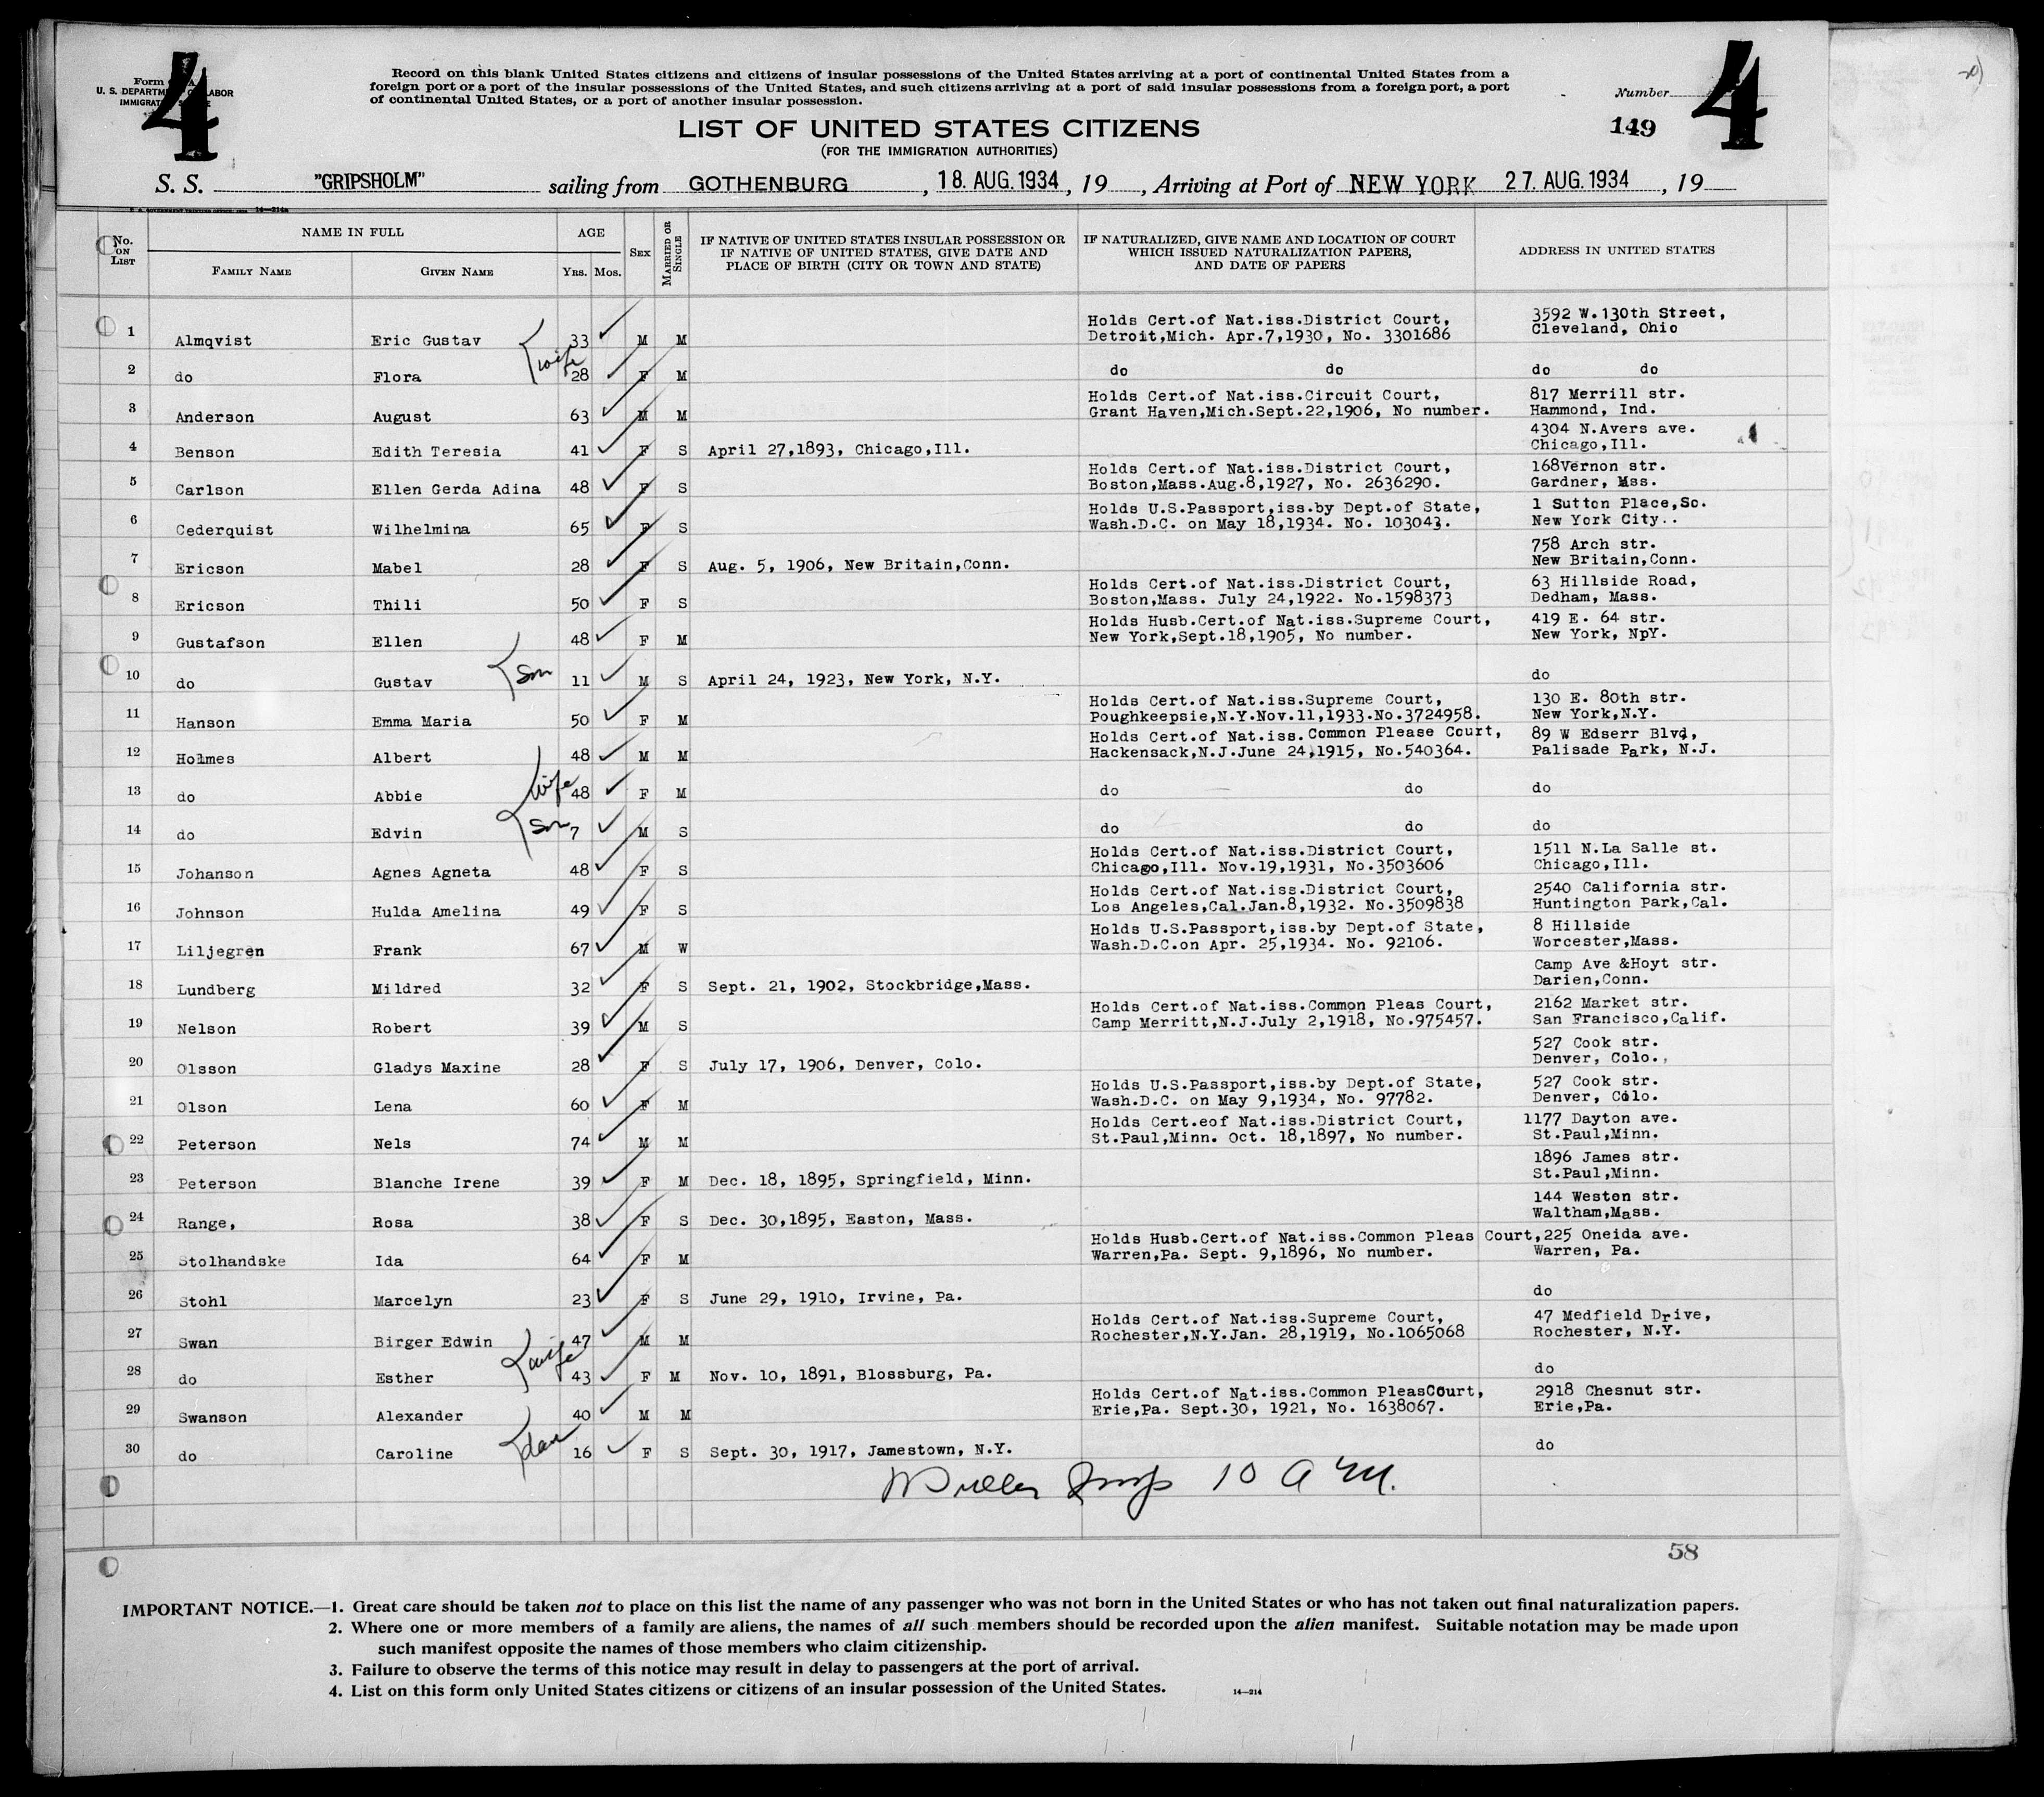 4
Form
U. S. DEPARTMENT OF LABOR
IMMIGRATION SERVICE
Record on this blank United States citizens and citizens of insular possessions of the United States arriving at a port of continental United States from a
foreign port or a port of the insular possessions of the United States, and such citizens arriving at a port of said insular possessions from a foreign port, a port
of continental United States, or a port of another insular possession.
Number
4
149
LIST OF UNITED STATES CITIZENS
(FOR THE IMMIGRATION AUTHORITIES)
S. S. "GRIPSHOLM" sailing from GOTHENBURG, 18. AUG. 1934, 19, Arriving at Port of NEW YORK 27. AUG. 1934, 19
14—214a
No. ON LIST
NAME IN FULL
FAMILY NAME GIVEN NAME
AGE
YRS. MOS.
SEX
MARRIED OR SINGLE
IF NATIVE OF UNITED STATES INSULAR POSSESSION OR
IF NATIVE OF UNITED STATES, GIVE DATE AND
PLACE OF BIRTH (CITY OR TOWN AND STATE)
IF NATURALIZED, GIVE NAME AND LOCATION OF COURT
WHICH ISSUED NATURALIZATION PAPERS,
AND DATE OF PAPERS
ADDRESS IN UNITED STATES
Holds Cert.of Nat.iss.District Court, 3592 W.130th Street,
1 Almqvist Eric Gustav 33 M M Detroit,Mich. Apr.7,1930, No. 3301686 Cleveland, Ohio
2 do Flora wife 28 F M do do do do
Holds Cert.of Nat.iss.Circuit Court, 817 Merrill str.
3 Anderson August 63 M M Grant Haven,Mich.Sept.22,1906, No number. Hammond, Ind.
4304 N.Avers ave.
4 Benson Edith Teresia 41 F S April 27,1893, Chicago,Ill. Chicago,Ill.
Holds Cert.of Nat.iss.District Court, 168Vernon str.
5 Carlson Ellen Gerda Adina 48 F S Boston,Mass.Aug.8,1927, No. 2636290. Gardner, Mss.
Holds U.S.Passport,iss.by Dept.of State, 1 Sutton Place,So.
6 Cederquist Wilhelmina 65 F S Wash.D.C. on May 18,1934. No. 103043. New York City..
758 Arch str.
7 Ericson Mabel 28 F S Aug. 5, 1906, New Britain,Conn. New Britain,Conn.
Holds Cert.of Nat.iss.District Court, 63 Hillside Road,
8 Ericson Thili 50 F S Boston,Mass. July 24,1922. No.1598373 Dedham, Mass.
Holds Husb.Cert.of Nat.iss.Supreme Court, 419 E. 64 str.
9 Gustafson Ellen 48 F M New York,Sept.18,1905, No number. New York, NpY.
10 do Gustav son 11 M S April 24, 1923, New York, N.Y. do
Holds Cert.of Nat.iss.Supreme Court, 130 E. 80th str.
11 Hanson Emma Maria 50 F M Poughkeepsie,N.Y.Nov.11,1933.No.3724958. New York,N.Y.
Holds Cert.of Nat.iss.Common Please Court, 89 W Edserr Blvd,
12 Holmes Albert 48 M M Hackensack,N.J.June 24,1915, No.540364. Palisade Park, N.J.
13 do Abbie wife 48 F M do do do
14 do Edvin son 7 M S do do do
Holds Cert.of Nat.iss.District Court, 1511 N.La Salle st.
15 Johanson Agnes Agneta 48 F S Chicago,Ill. Nov.19,1931, No.3503606 Chicago,Ill.
Holds Cert.of Nat.iss.District Court, 2540 California str.
16 Johnson Hulda Amelina 49 F S Los Angeles,Cal.Jan.8,1932. No.3509838 Huntington Park,Cal.
Holds U.S.Passport,iss.by Dept.of State, 8 Hillside
17 Liljegren Frank 67 M W Wash.D.C.on Apr. 25,1934. No. 92106. Worcester,Mass.
Camp Ave &Hoyt str.
18 Lundberg Mildred 32 F S Sept. 21, 1902, Stockbridge,Mass. Darien,Conn.
Holds Cert.of Nat.iss.Common Pleas Court, 2162 Market str.
19 Nelson Robert 39 M S Camp Merritt,N.J.July 2,1918, No.975457. San Francisco,Calif.
527 Cook str.
20 Olsson Gladys Maxine 28 F S July 17, 1906, Denver, Colo. Denver, Colo.,
Holds U.S.Passport,iss.by Dept.of State, 527 Cook str.
21 Olson Lena 60 F M Wash.D.C. on May 9,1934, No. 97782. Denver, Colo.
Holds Cert.eof Nat.iss.District Court, 1177 Dayton ave.
22 Peterson Nels 74 M M St.Paul,Minn. Oct. 18,1897, No number. St.Paul,Minn.
1896 James str.
23 Peterson Blanche Irene 39 F M Dec. 18, 1895, Springfield, Minn. St.Paul,Minn.
144 Weston str.
24 Range, Rosa 38 F S Dec. 30,1895, Easton, Mass. Waltham,Mass.
Holds Husb.Cert.of Nat.iss.Common Pleas Court,225 Oneida ave.
25 Stolhandske Ida 64 F M Warren,Pa. Sept. 9,1896, No number. Warren, Pa.
26 Stohl Marcelyn 23 F S June 29, 1910, Irvine, Pa. do
Holds Cert.of Nat.iss.Supreme Court, 47 Medfield Drive,
27 Swan Birger Edwin 47 M M Rochester,N.Y.Jan. 28,1919, No.1065068 Rochester, N.Y.
28 do Esther wife 43 F M Nov. 10, 1891, Blossburg, Pa. do
Holds Cert.of Nat.iss.Common PleasCourt, 2918 Chesnut str.
29 Swanson Alexander 40 M M Erie,Pa. Sept.30, 1921, No. 1638067. Erie,Pa.
30 do Caroline dau 16 F S Sept. 30, 1917, Jamestown, N.Y. do
10 A M.
58
IMPORTANT NOTICE.—1. Great care should be taken not to place on this list the name of any passenger who was not born in the United States or who has not taken out final naturalization papers.
2. Where one or more members of a family are aliens, the names of all such members should be recorded upon the alien manifest. Suitable notation may be made upon
such manifest opposite the names of those members who claim citizenship.
3. Failure to observe the terms of this notice may result in delay to passengers at the port of arrival.
4. List on this form only United States citizens or citizens of an insular possession of the United States.
14—214